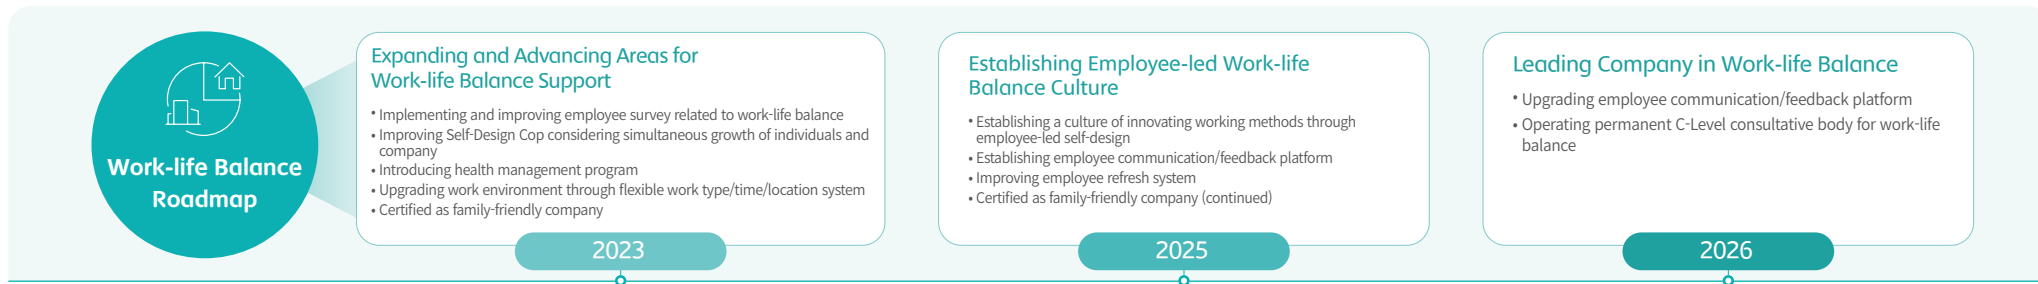 Work-life Balance
Roadmap
Expanding and Advancing Areas for
Work-life Balance Support
• Implementing and improving employee survey related to work-life balance
• Improving Self-Design Cop considering simultaneous growth of individuals and
company
• Introducing health management program
• Upgrading work environment through flexible work type/time/location system
• Certified as family-friendly company
2023
Establishing Employee-led Work-life
Balance Culture
• Establishing a culture of innovating working methods through
employee-led self-design
• Establishing employee communication/feedback platform
• Improving employee refresh system
• Certified as family-friendly company (continued)
2025
Leading Company in Work-life Balance
• Upgrading employee communication/feedback platform
• Operating permanent C-Level consultative body for work-life
balance
2026